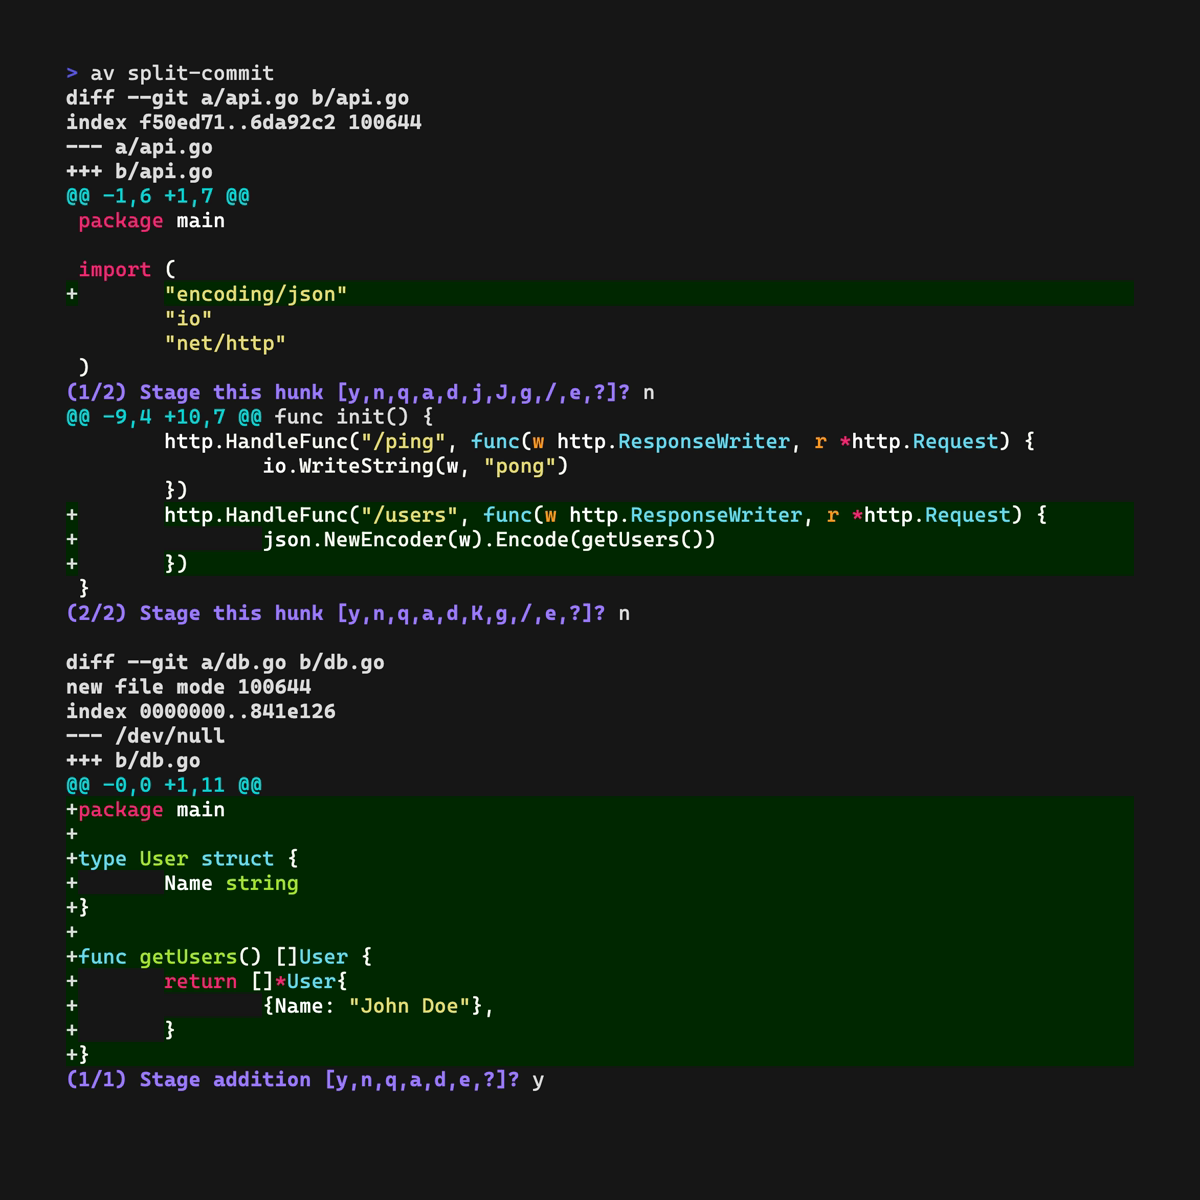 > av split-commit
diff --git a/api.go b/api.go
index f50ed71..6da92c2 100644
--- a/api.go
+++ b/api.go
@@ -1,6 +1,7 @@
 package main

 import (
+       "encoding/json"
        "io"
        "net/http"
 )
(1/2) Stage this hunk [y,n,q,a,d,j,J,g,/,e,?]? n
@@ -9,4 +10,7 @@ func init() {
        http.HandleFunc("/ping", func(w http.ResponseWriter, r *http.Request) {
                io.WriteString(w, "pong")
        })
+       http.HandleFunc("/users", func(w http.ResponseWriter, r *http.Request) {
+               json.NewEncoder(w).Encode(getUsers())
+       })
 }
(2/2) Stage this hunk [y,n,q,a,d,K,g,/,e,?]? n

diff --git a/db.go b/db.go
new file mode 100644
index 0000000..841e126
--- /dev/null
+++ b/db.go
@@ -0,0 +1,11 @@
+package main
+
+type User struct {
+       Name string
+}
+
+func getUsers() []User {
+       return []*User{
+               {Name: "John Doe"},
+       }
+}
(1/1) Stage addition [y,n,q,a,d,e,?]? y